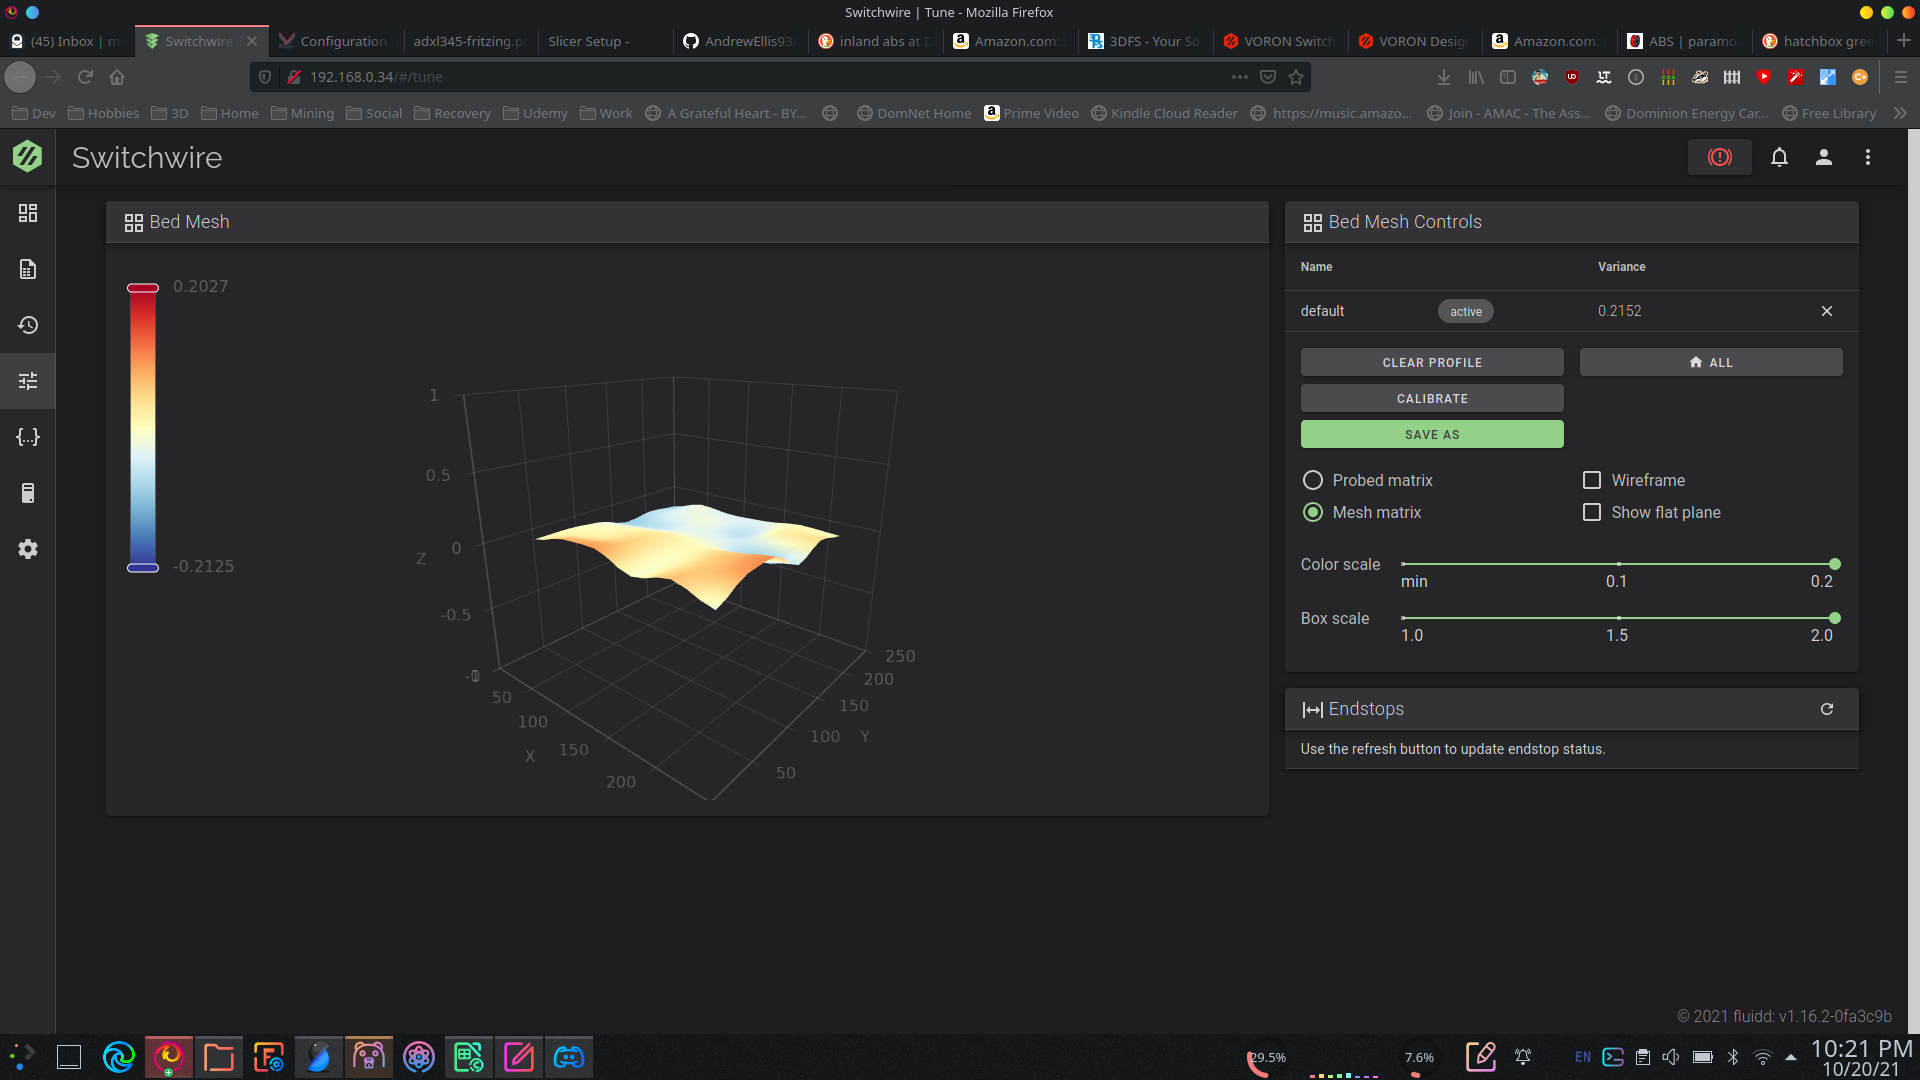 Switchwire | Tune - Mozilla Firefox
(45) Inbox | m
Switchwire
Configuration
adxl345-fritzing.p
Slicer Setup -
AndrewEllis93/
inland abs at D
Amazon.com:
3DFS - Your So
VORON Switch
VORON Design
Amazon.com:
ABS | paramo
hatchbox gree
192.168.0.34/#/tune
Dev
Hobbies
3D
Home
Mining
Social
Recovery
Udemy
Work
A Grateful Heart - BY...
DomNet Home
Prime Video
Kindle Cloud Reader
https://music.amazo...
Join - AMAC - The Ass...
Dominion Energy Car...
Free Library
Switchwire
Bed Mesh
0.2027
-0.2125
1
0.5
0
-0.5
Z
50
100
150
200
X
50
100
150
200
250
Y
Bed Mesh Controls
Name Variance
default active 0.2152
CLEAR PROFILE
ALL
CALIBRATE
SAVE AS
Probed matrix
Wireframe
Mesh matrix
Show flat plane
Color scale
min 0.1 0.2
Box scale
1.0 1.5 2.0
Endstops
Use the refresh button to update endstop status.
© 2021 fluidd: v1.16.2-0fa3c9b
29.5%
7.6%
EN
10:21 PM
10/20/21